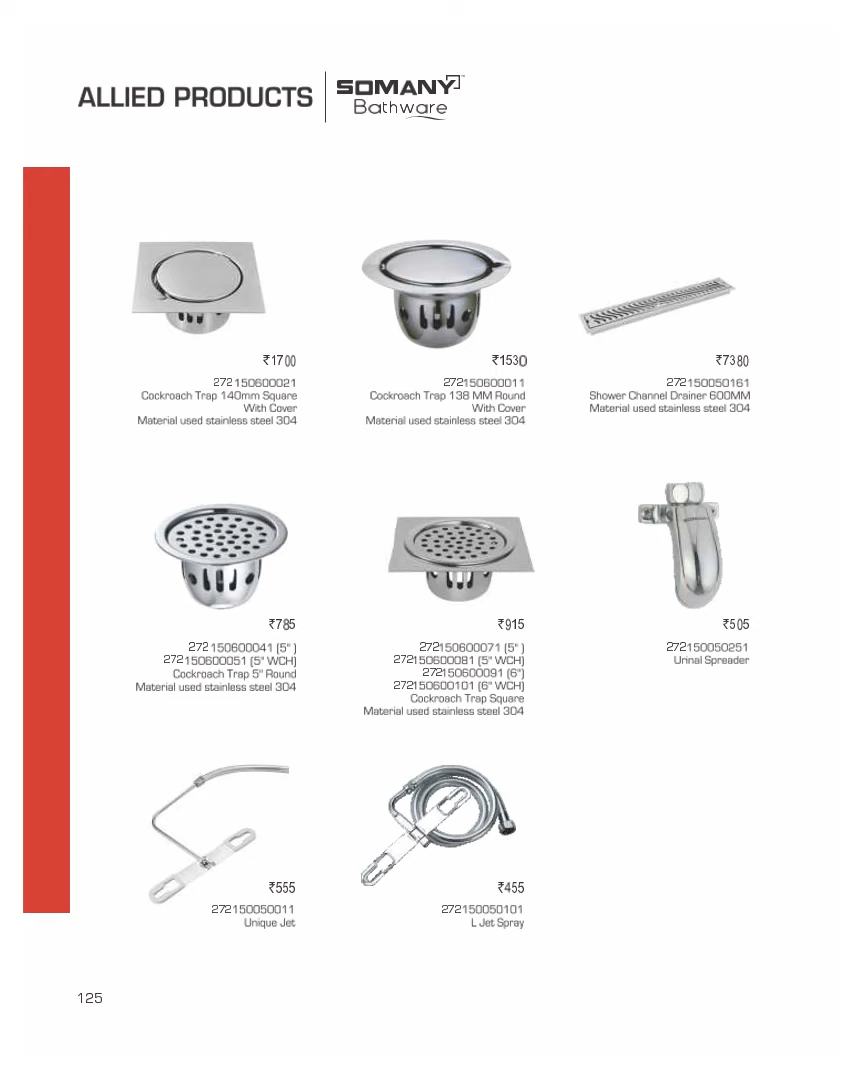 ALLIED PRODUCTS
SOMANY™
Bathware
₹1700
272150600021
Cockroach Trap 140mm Square
With Cover
Material used stainless steel 304
₹1530
272150600011
Cockroach Trap 138 MM Round
With Cover
Material used stainless steel 304
₹7380
272150050161
Shower Channel Drainer 600MM
Material used stainless steel 304
₹785
272150600041 (5" )
272150600051 (5" WCH)
Cockroach Trap 5" Round
Material used stainless steel 304
₹915
272150600071 (5" )
272150600081 (5" WCH)
272150600091 (6")
272150600101 (6" WCH)
Cockroach Trap Square
Material used stainless steel 304
₹505
272150050251
Urinal Spreader
₹555
272150050011
Unique Jet
₹455
272150050101
L Jet Spray
125